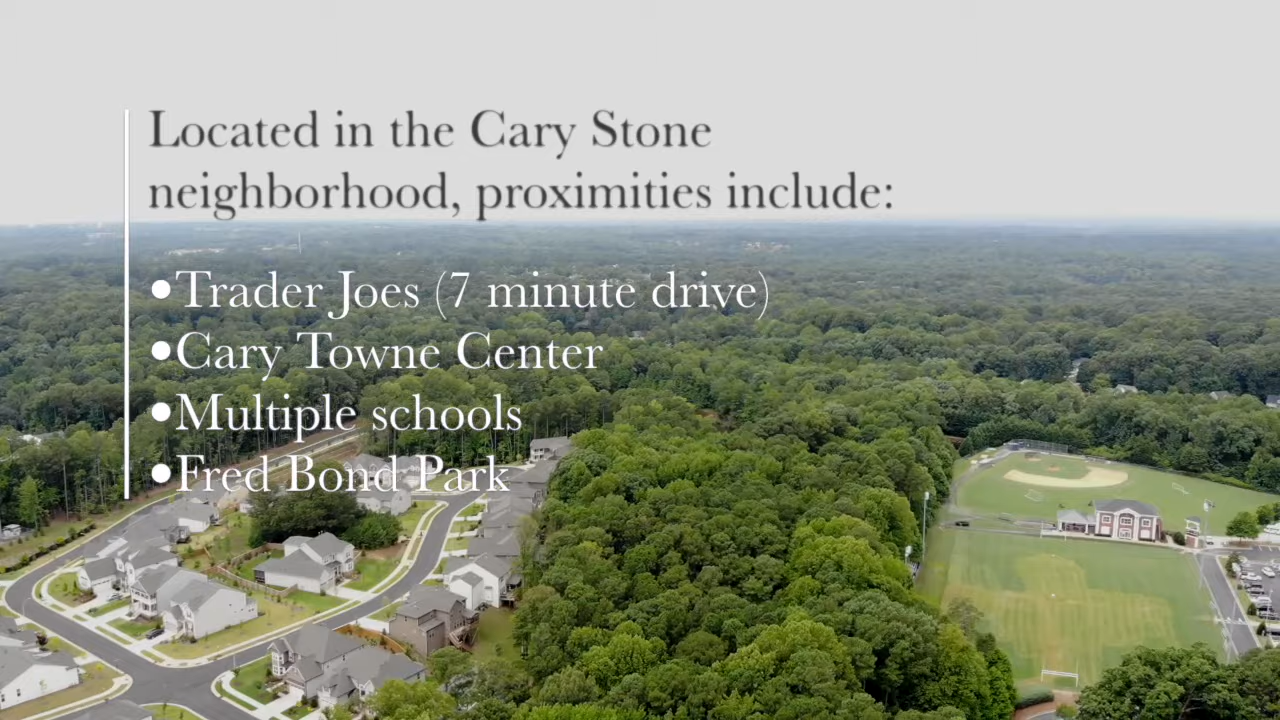 Located in the Cary Stone
neighborhood, proximities include:
•Trader Joes (7 minute drive)
•Cary Towne Center
•Multiple schools
•Fred Bond Park